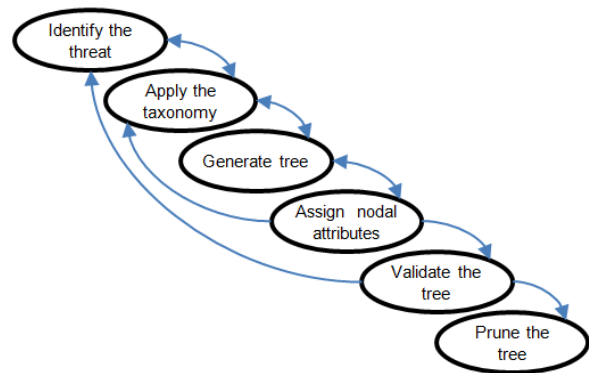 Identify the
threat
Apply the
taxonomy
Generate tree
Assign nodal
attributes
Validate the
tree
Prune the
tree